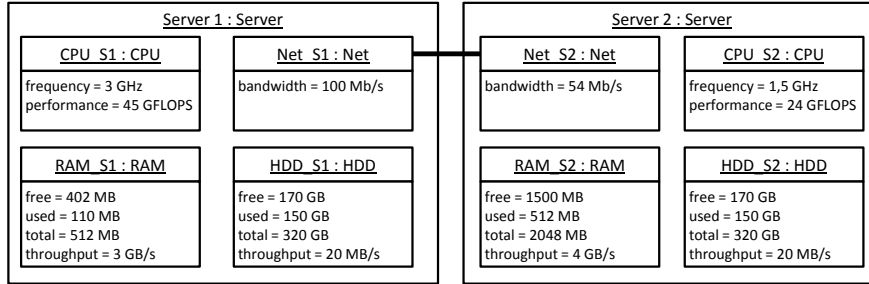 Server 1 : Server
CPU_S1 : CPU
frequency = 3 GHz
performance = 45 GFLOPS
Net_S1 : Net
bandwidth = 100 Mb/s
RAM_S1 : RAM
free = 402 MB
used = 110 MB
total = 512 MB
throughput = 3 GB/s
HDD_S1 : HDD
free = 170 GB
used = 150 GB
total = 320 GB
throughput = 20 MB/s
Server 2 : Server
Net_S2 : Net
bandwidth = 54 Mb/s
CPU_S2 : CPU
frequency = 1,5 GHz
performance = 24 GFLOPS
RAM_S2 : RAM
free = 1500 MB
used = 512 MB
total = 2048 MB
throughput = 4 GB/s
HDD_S2 : HDD
free = 170 GB
used = 150 GB
total = 320 GB
throughput = 20 MB/s